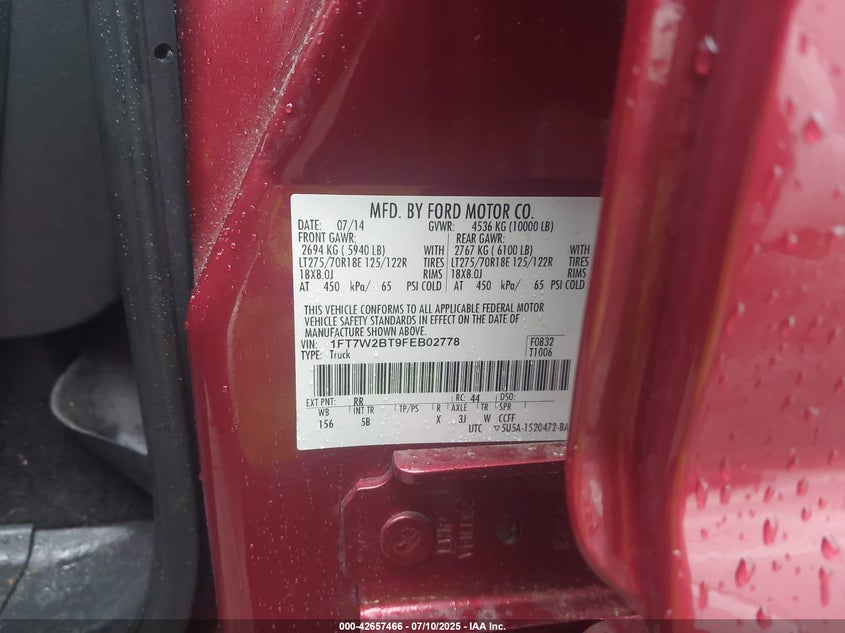 MFD. BY FORD MOTOR CO.
DATE: 07/14 GVWR: 4536 KG (10000 LB)
FRONT GAWR: REAR GAWR:
2694 KG ( 5940 LB) WITH 2767 KG ( 6100 LB) WITH
LT275/70R18E 125/122R TIRES LT275/70R18E 125/122R TIRES
18X8.0J RIMS 18X8.0J RIMS
AT 450 kPa/ 65 PSI COLD AT 450 kPa/ 65 PSI COLD
THIS VEHICLE CONFORMS TO ALL APPLICABLE FEDERAL MOTOR
VEHICLE SAFETY STANDARDS IN EFFECT ON THE DATE OF
MANUFACTURE SHOWN ABOVE.
VIN: 1FT7W2BT9FEB02778 F0832
TYPE: Truck T1006
EXT PNT: RR RC: 44 DSO:
WB INT TR TP/PS R AXLE TR SPR
156 5B X 3J W CCFF
UTC ▽5U5A-1520472-BA
000-42657466 - 07/10/2025 - IAA Inc.